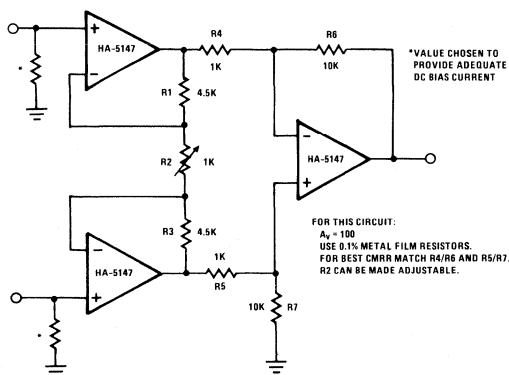 HA-5147
*
R4
1K
R6
10K
*VALUE CHOSEN TO
PROVIDE ADEQUATE
DC BIAS CURRENT
R1
4.5K
R2
1K
HA-5147
R3
4.5K
HA-5147
1K
R5
10K
R7
*
FOR THIS CIRCUIT:
Av = 100
USE 0.1% METAL FILM RESISTORS.
FOR BEST CMRR MATCH R4/R6 AND R5/R7.
R2 CAN BE MADE ADJUSTABLE.